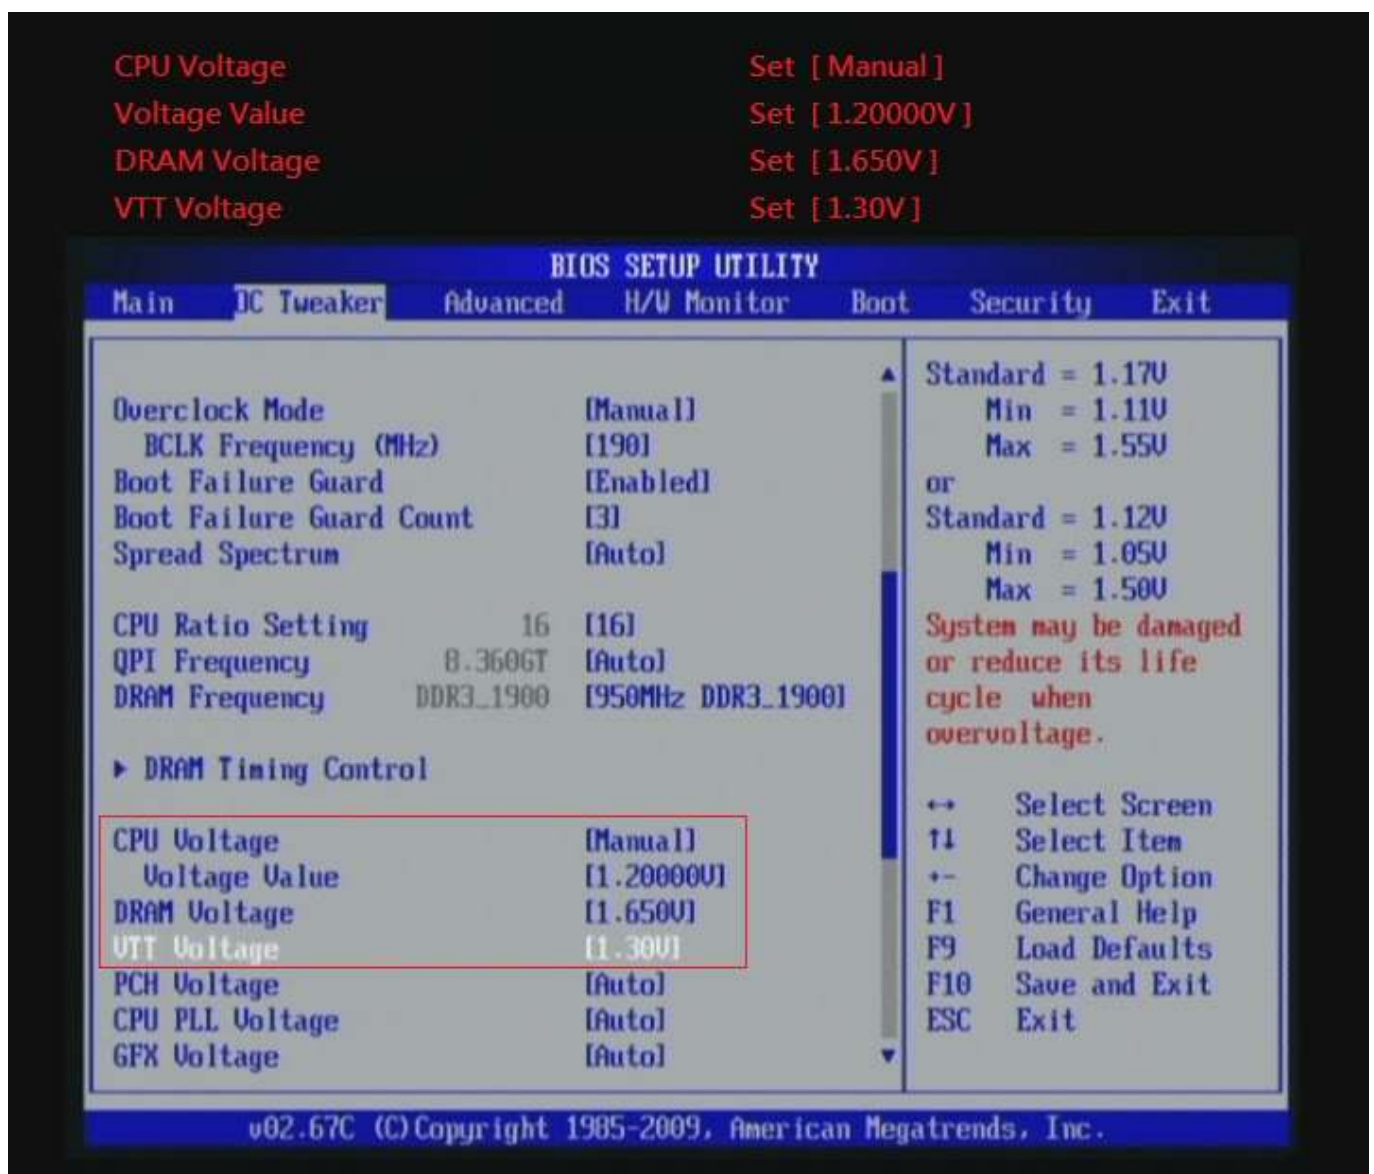 CPU Voltage Set [ Manual ]
Voltage Value Set [ 1.20000V ]
DRAM Voltage Set [ 1.650V ]
VTT Voltage Set [ 1.30V ]
BIOS SETUP UTILITY
Main OC Tweaker Advanced H/W Monitor Boot Security Exit
Overclock Mode [Manual]
BCLK Frequency (MHz) [190]
Boot Failure Guard [Enabled]
Boot Failure Guard Count [3]
Spread Spectrum [Auto]
CPU Ratio Setting 16 [16]
QPI Frequency 8.360GT [Auto]
DRAM Frequency DDR3_1900 [950MHz DDR3_1900]
DRAM Timing Control
CPU Voltage [Manual]
Voltage Value [1.20000V]
DRAM Voltage [1.650V]
VTT Voltage [1.30V]
PCH Voltage [Auto]
CPU PLL Voltage [Auto]
GFX Voltage [Auto]
Standard = 1.17V
Min = 1.11V
Max = 1.55V
or
Standard = 1.12V
Min = 1.05V
Max = 1.50V
System may be damaged
or reduce its life
cycle when
overvoltage.
↔ Select Screen
↑↓ Select Item
+- Change Option
F1 General Help
F9 Load Defaults
F10 Save and Exit
ESC Exit
v02.67C (C)Copyright 1985-2009, American Megatrends, Inc.